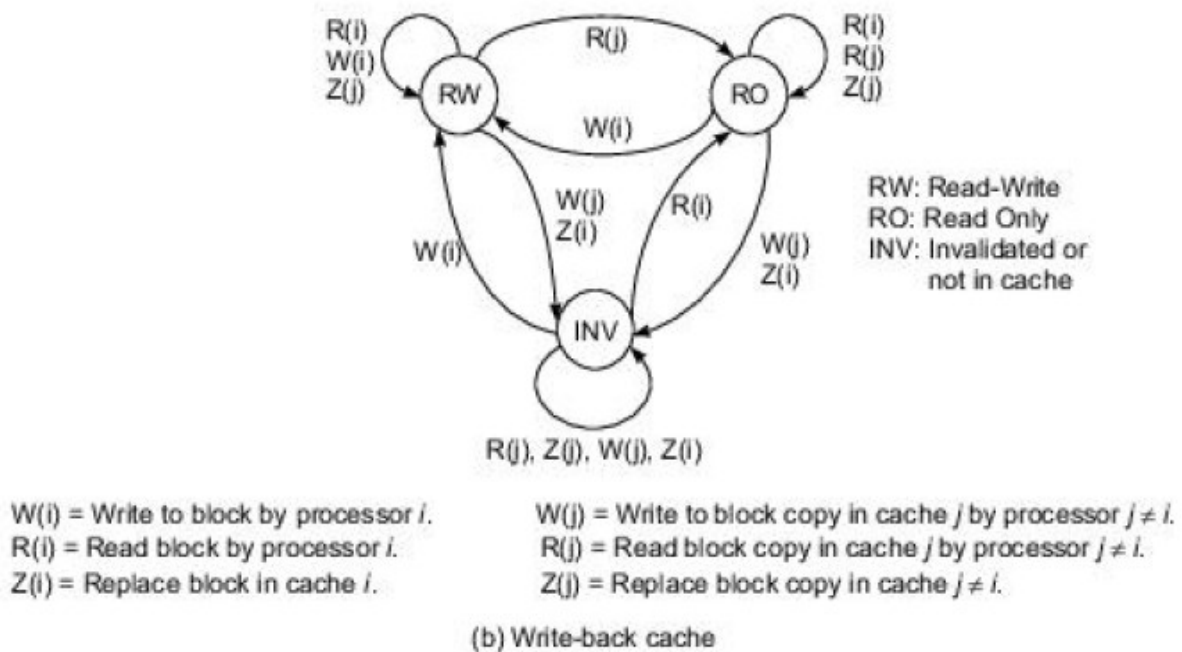 R(i)
W(i)
Z(j)
RW
R(j)
RO
R(i)
R(j)
Z(j)
W(i)
W(j)
Z(i)
R(i)
W(i)
W(j)
Z(i)
RW: Read-Write
RO: Read Only
INV: Invalidated or
not in cache
INV
R(j), Z(j), W(j), Z(i)
W(i) = Write to block by processor i.
W(j) = Write to block copy in cache j by processor j ≠ i.
R(i) = Read block by processor i.
R(j) = Read block copy in cache j by processor j ≠ i.
Z(i) = Replace block in cache i.
Z(j) = Replace block copy in cache j ≠ i.
(b) Write-back cache